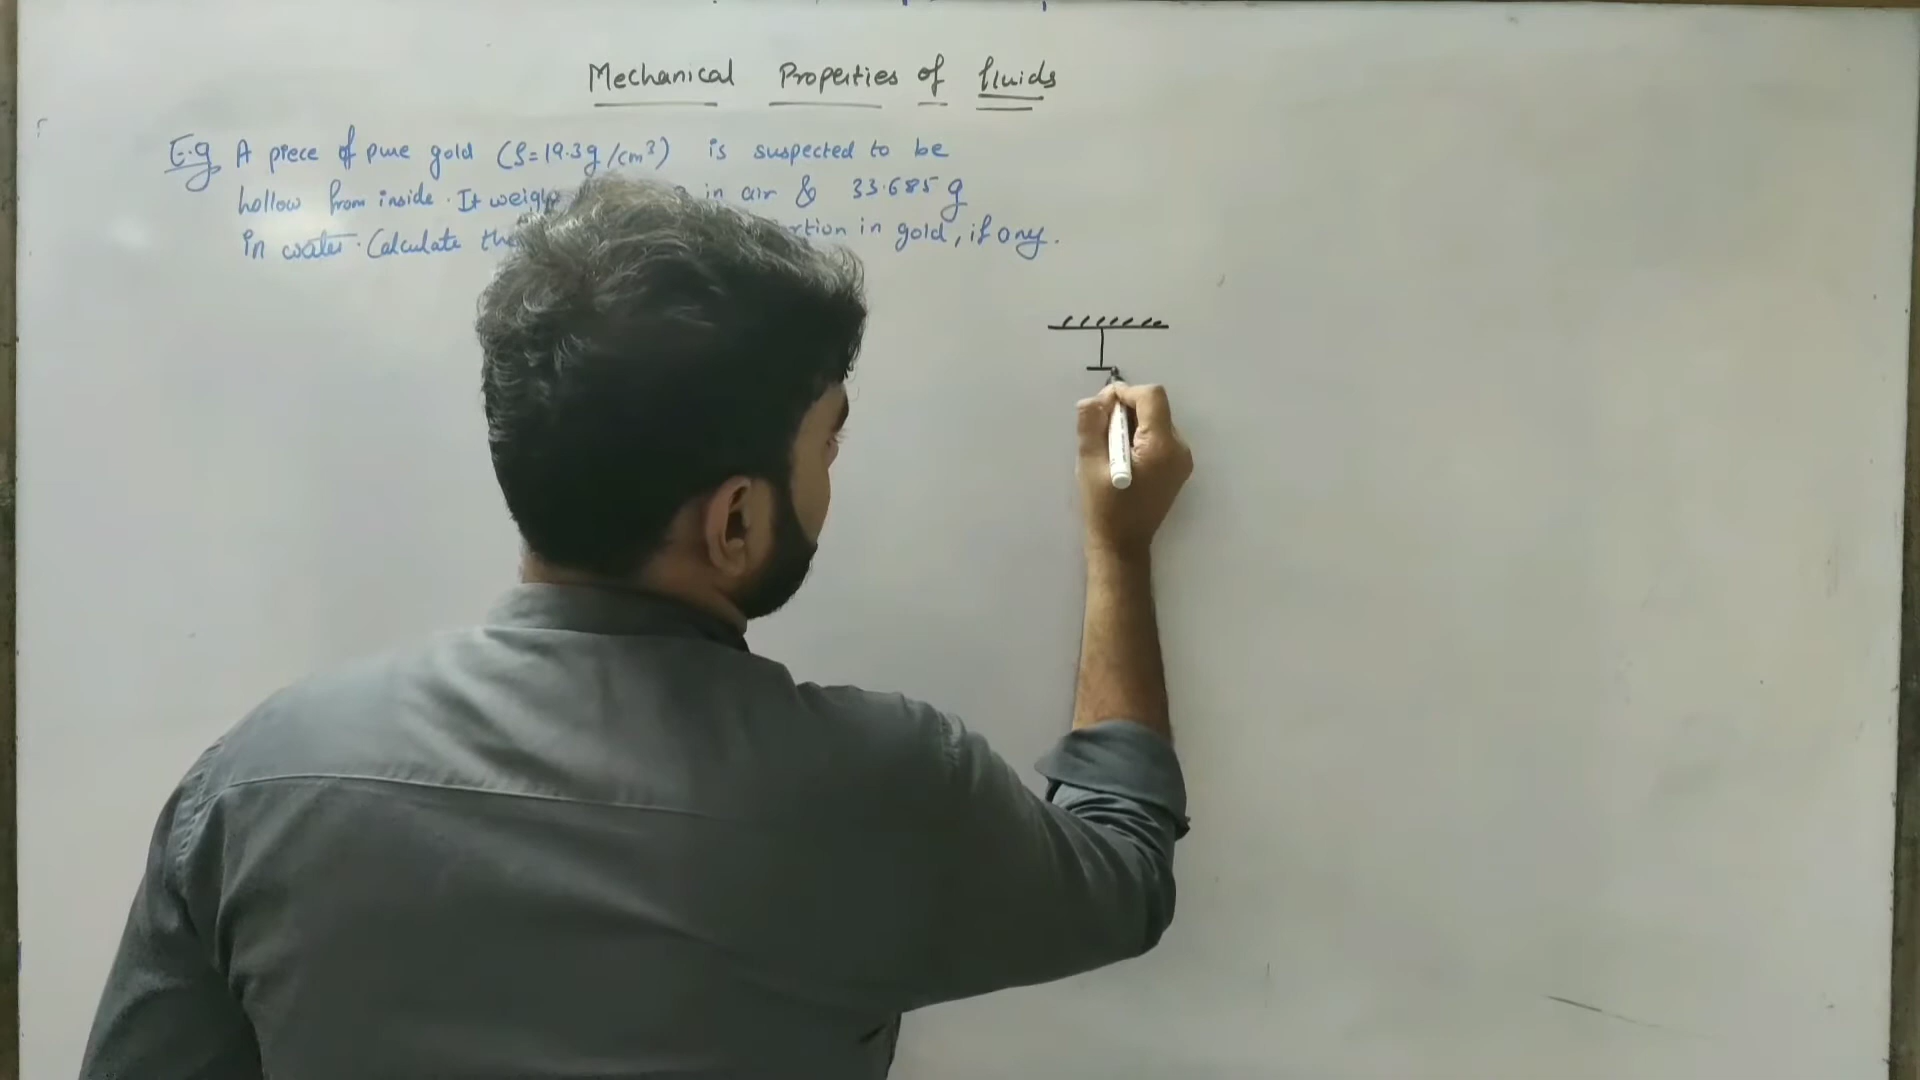 Mechanical Properties of fluids
E.g A piece of pure gold (ρ=19.3g/cm³) is suspected to be
hollow from inside. It in air & 33.685 g
in water. Calculate the in gold, if any.